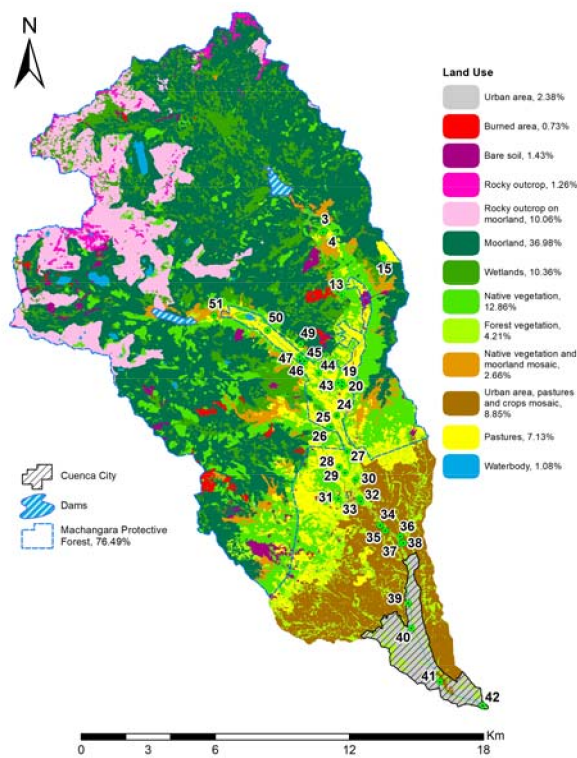 N
Land Use
Urban area, 2.38%
Burned area, 0.73%
Bare soil, 1.43%
Rocky outcrop, 1.26%
Rocky outcrop on
moorland, 10.06%
Moorland, 36.98%
Wetlands, 10.36%
Native vegetation,
12.86%
Forest vegetation,
4.21%
Native vegetation and
moorland mosaic,
2.66%
Urban area, pastures
and crops mosaic,
8.85%
Pastures, 7.13%
Waterbody, 1.08%
3
4
15
13
51
50
49
45
47
44
46
19
43
20
24
25
26
27
28
29
30
31
32
33
34
35
36
37
38
39
40
41
42
Cuenca City
Dams
Machangara Protective
Forest, 76.49%
Km
0 3 6 12 18